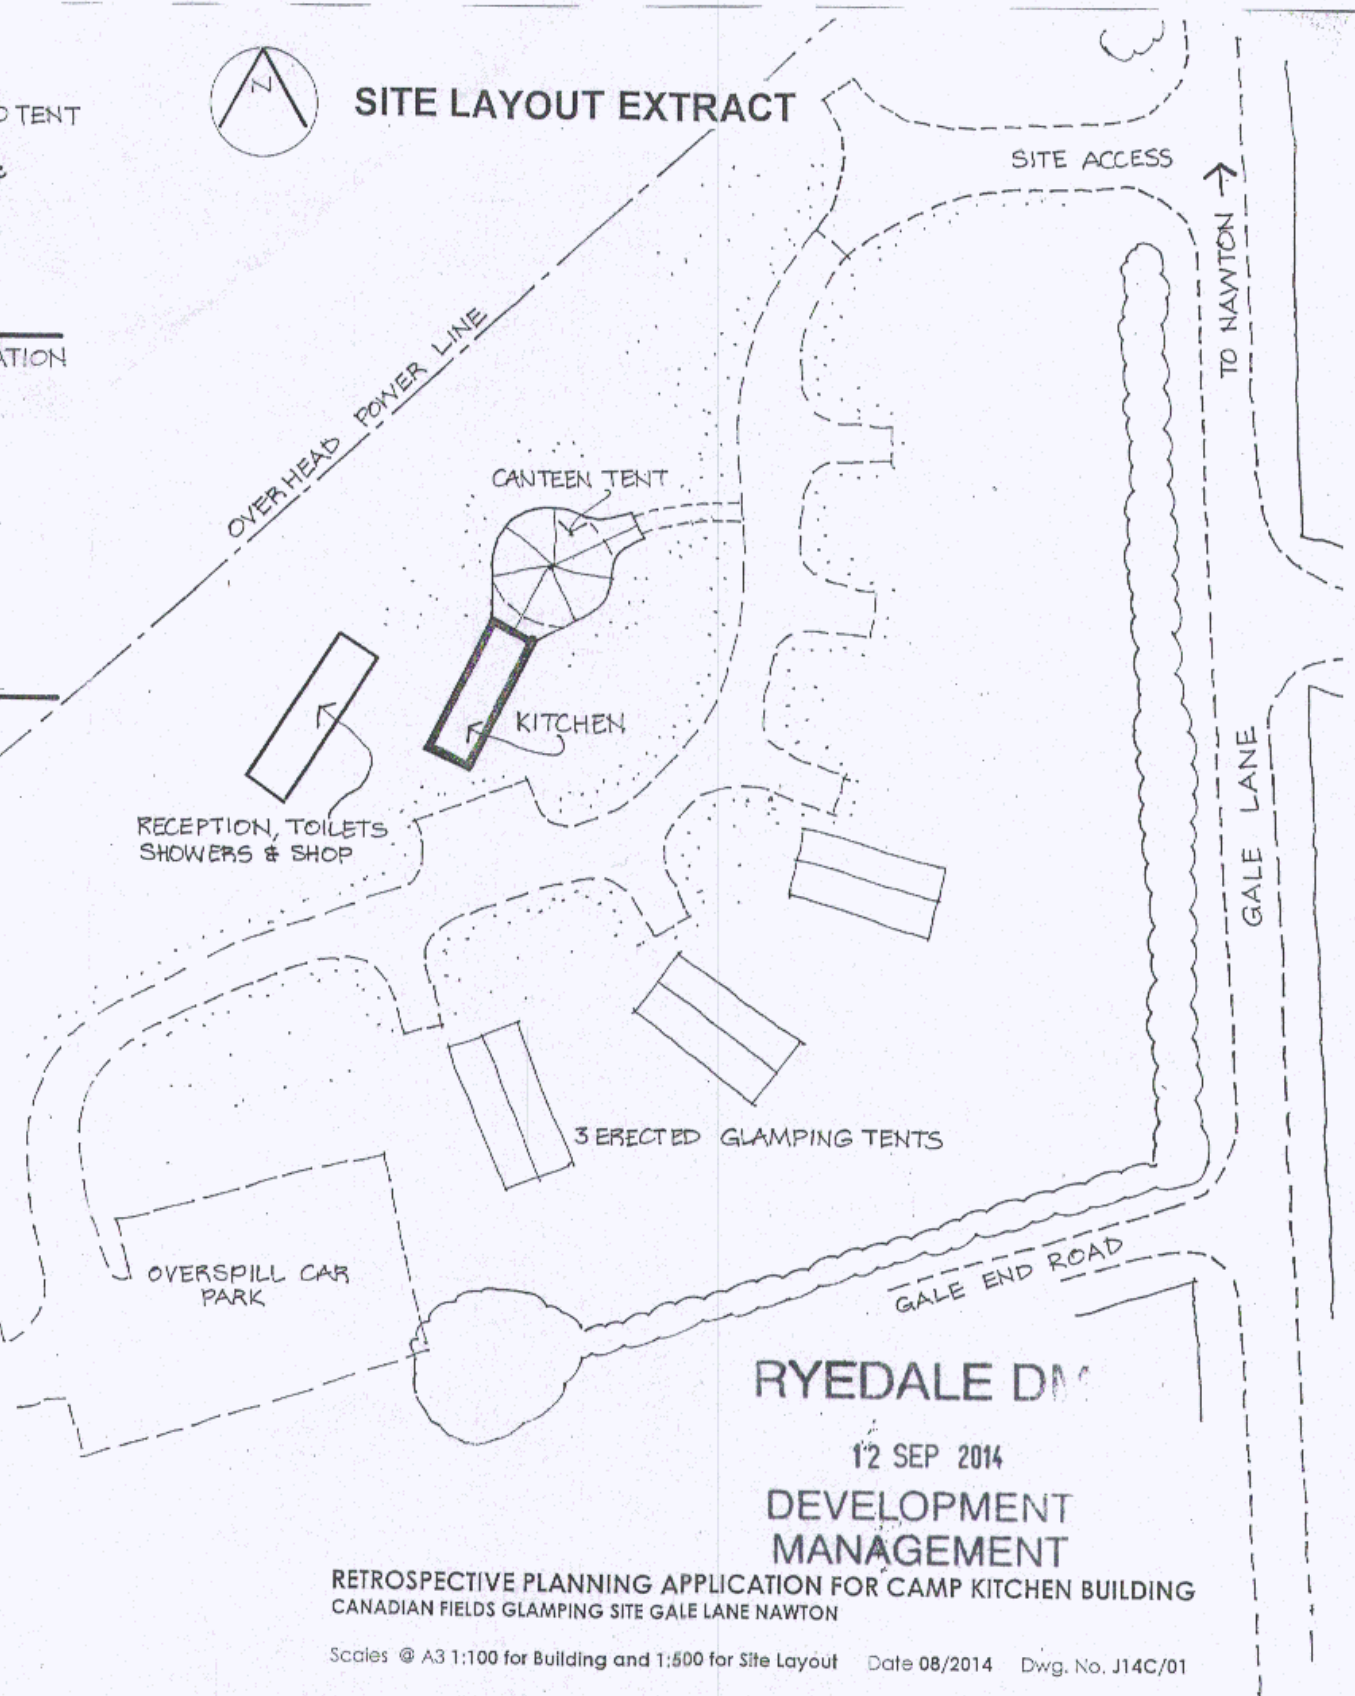 TENT
N
SITE LAYOUT EXTRACT
SITE ACCESS
TO NAWTON
OVERHEAD POWER LINE
CANTEEN TENT
KITCHEN
RECEPTION, TOILETS
SHOWERS & SHOP
GALE LANE
3 ERECTED GLAMPING TENTS
OVERSPILL CAR
PARK
GALE END ROAD
RYEDALE DM
12 SEP 2014
DEVELOPMENT
MANAGEMENT
RETROSPECTIVE PLANNING APPLICATION FOR CAMP KITCHEN BUILDING
CANADIAN FIELDS GLAMPING SITE GALE LANE NAWTON
Scales @ A3 1:100 for Building and 1:500 for Site Layout Date 08/2014 Dwg. No. J14C/01